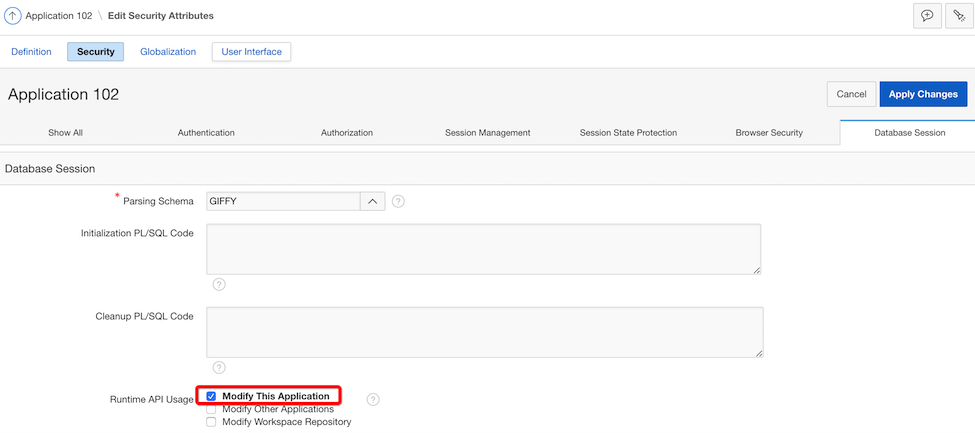 Application 102 \ Edit Security Attributes
Definition Security Globalization User Interface
Application 102
Cancel Apply Changes
Show All Authentication Authorization Session Management Session State Protection Browser Security Database Session
Database Session
* Parsing Schema GIFFY ?
Initialization PL/SQL Code
?
Cleanup PL/SQL Code
?
Runtime API Usage Modify This Application ?
Modify Other Applications
Modify Workspace Repository